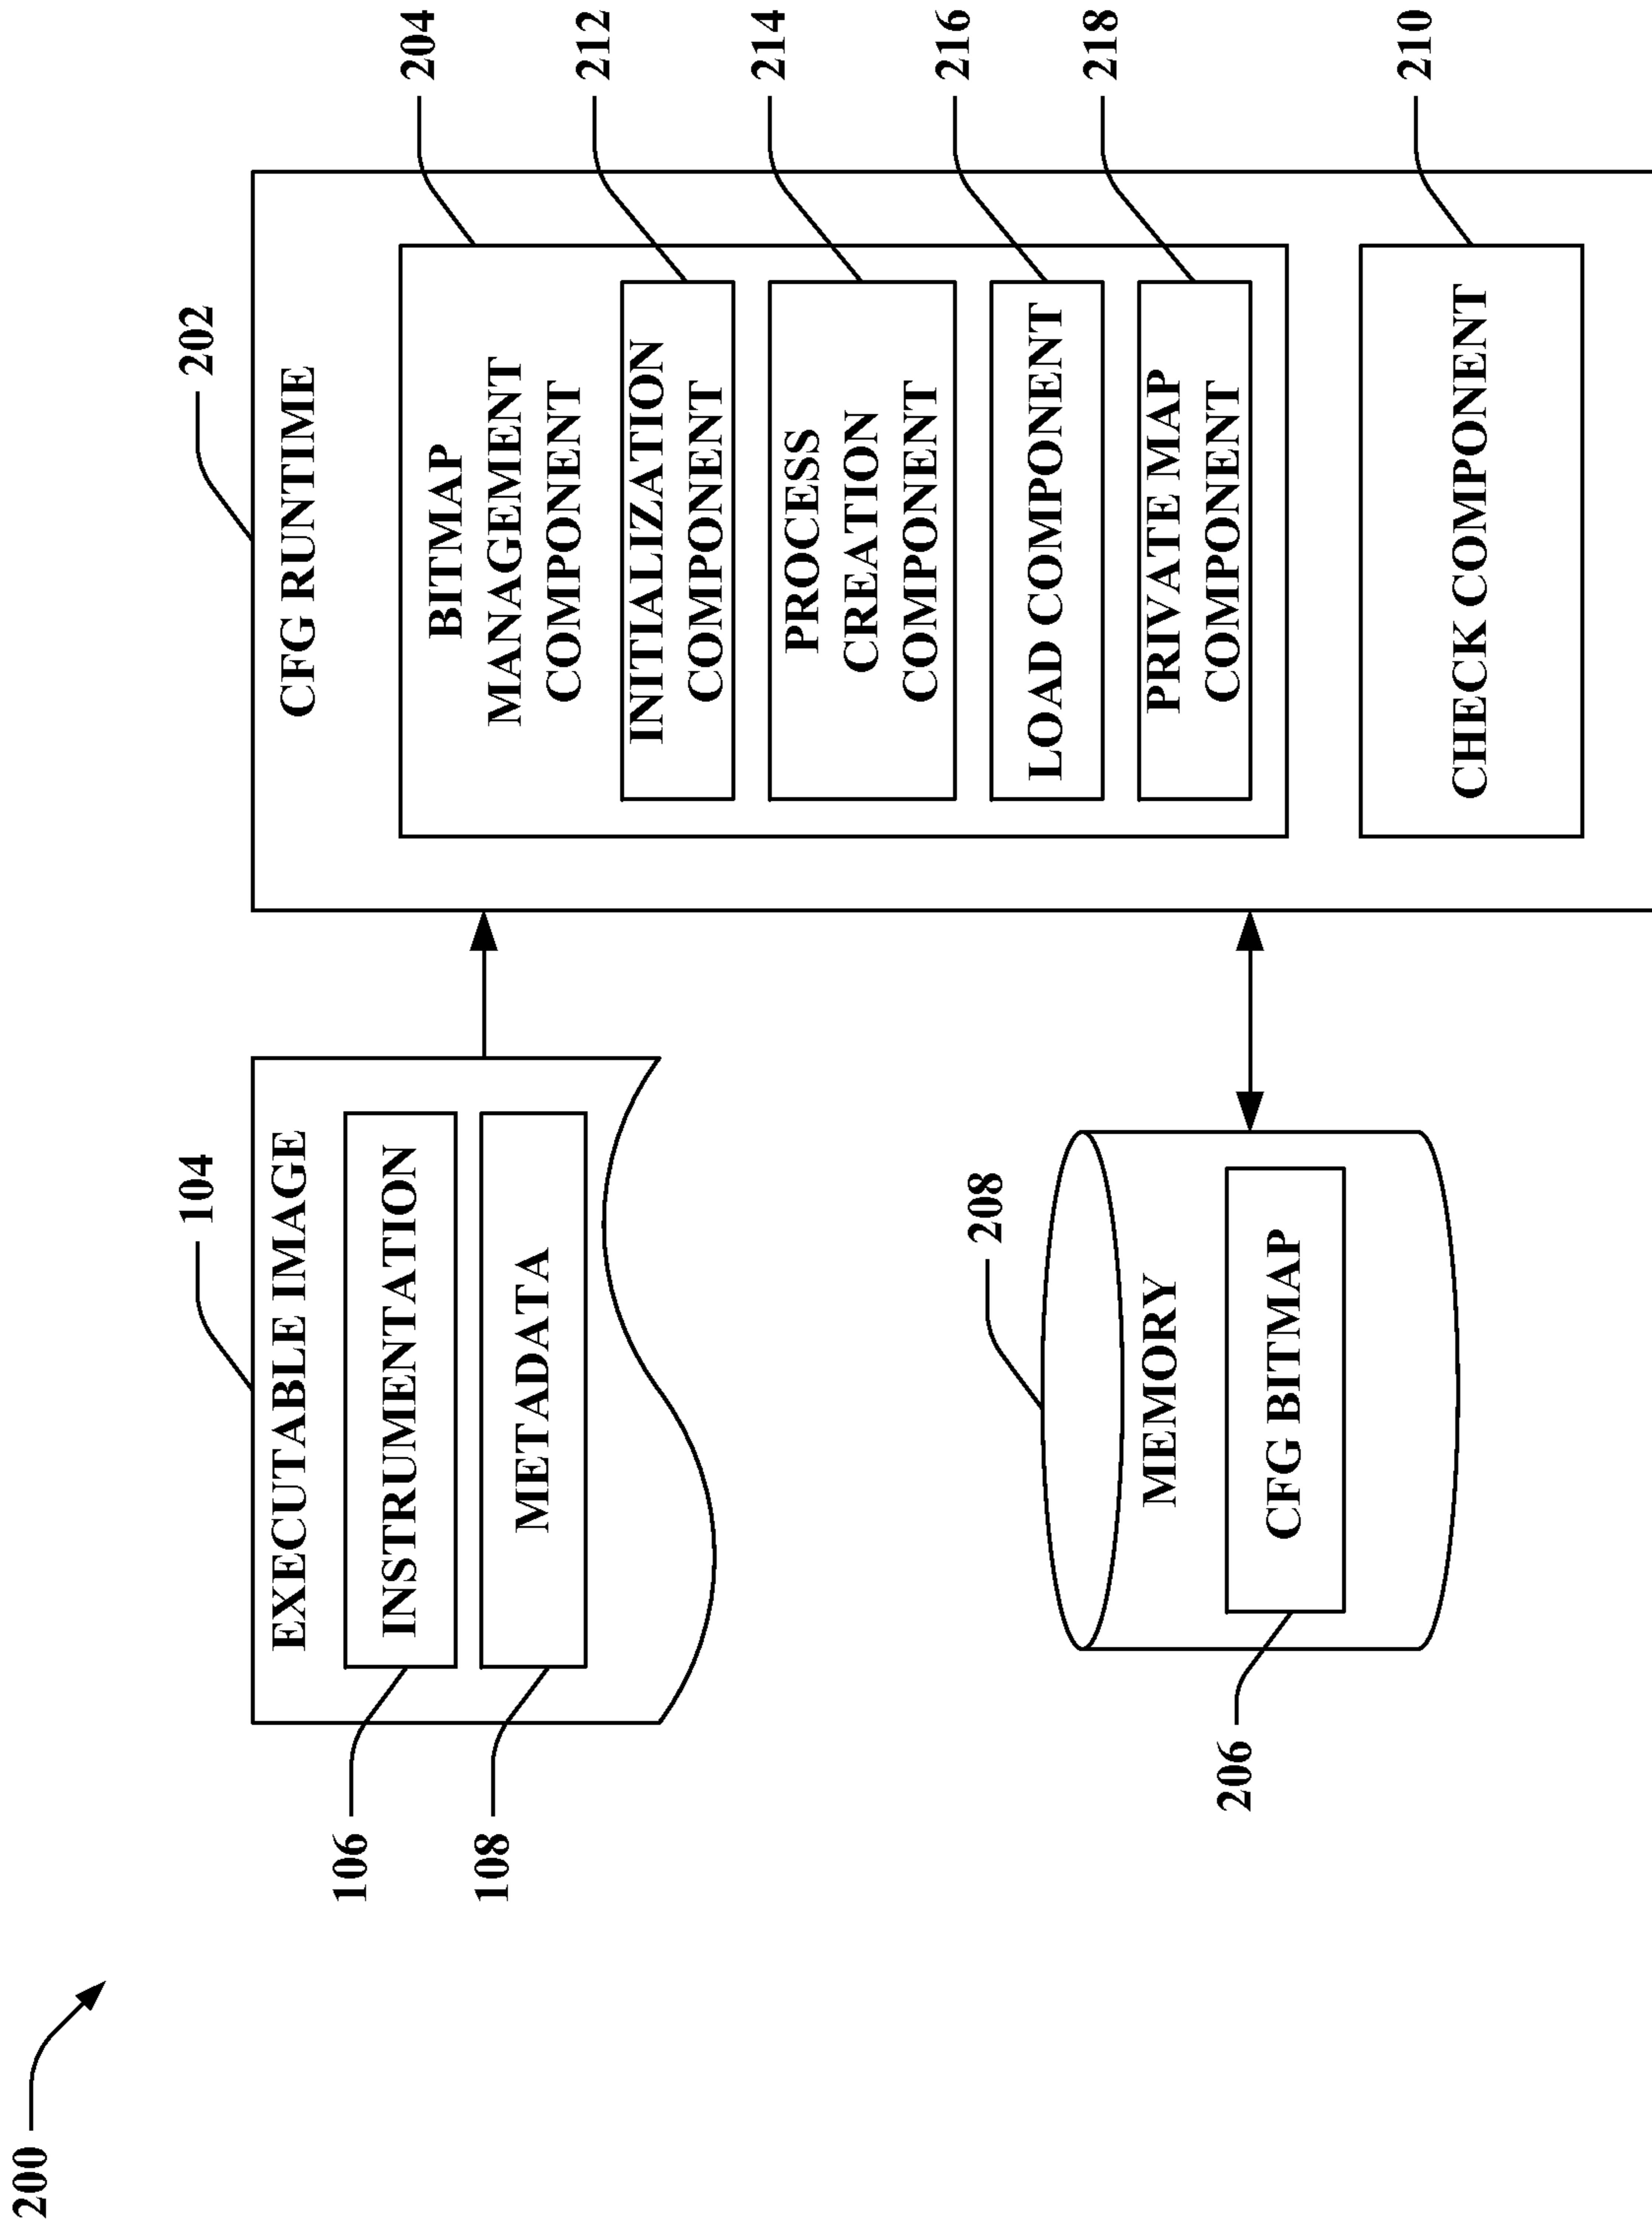 200
104
EXECUTABLE IMAGE
106
INSTRUMENTATION
108
METADATA
208
MEMORY
206
CFG BITMAP
202
CFG RUNTIME
204
BITMAP
MANAGEMENT
COMPONENT
212
INITIALIZATION
COMPONENT
214
PROCESS
CREATION
COMPONENT
216
LOAD COMPONENT
218
PRIVATE MAP
COMPONENT
210
CHECK COMPONENT